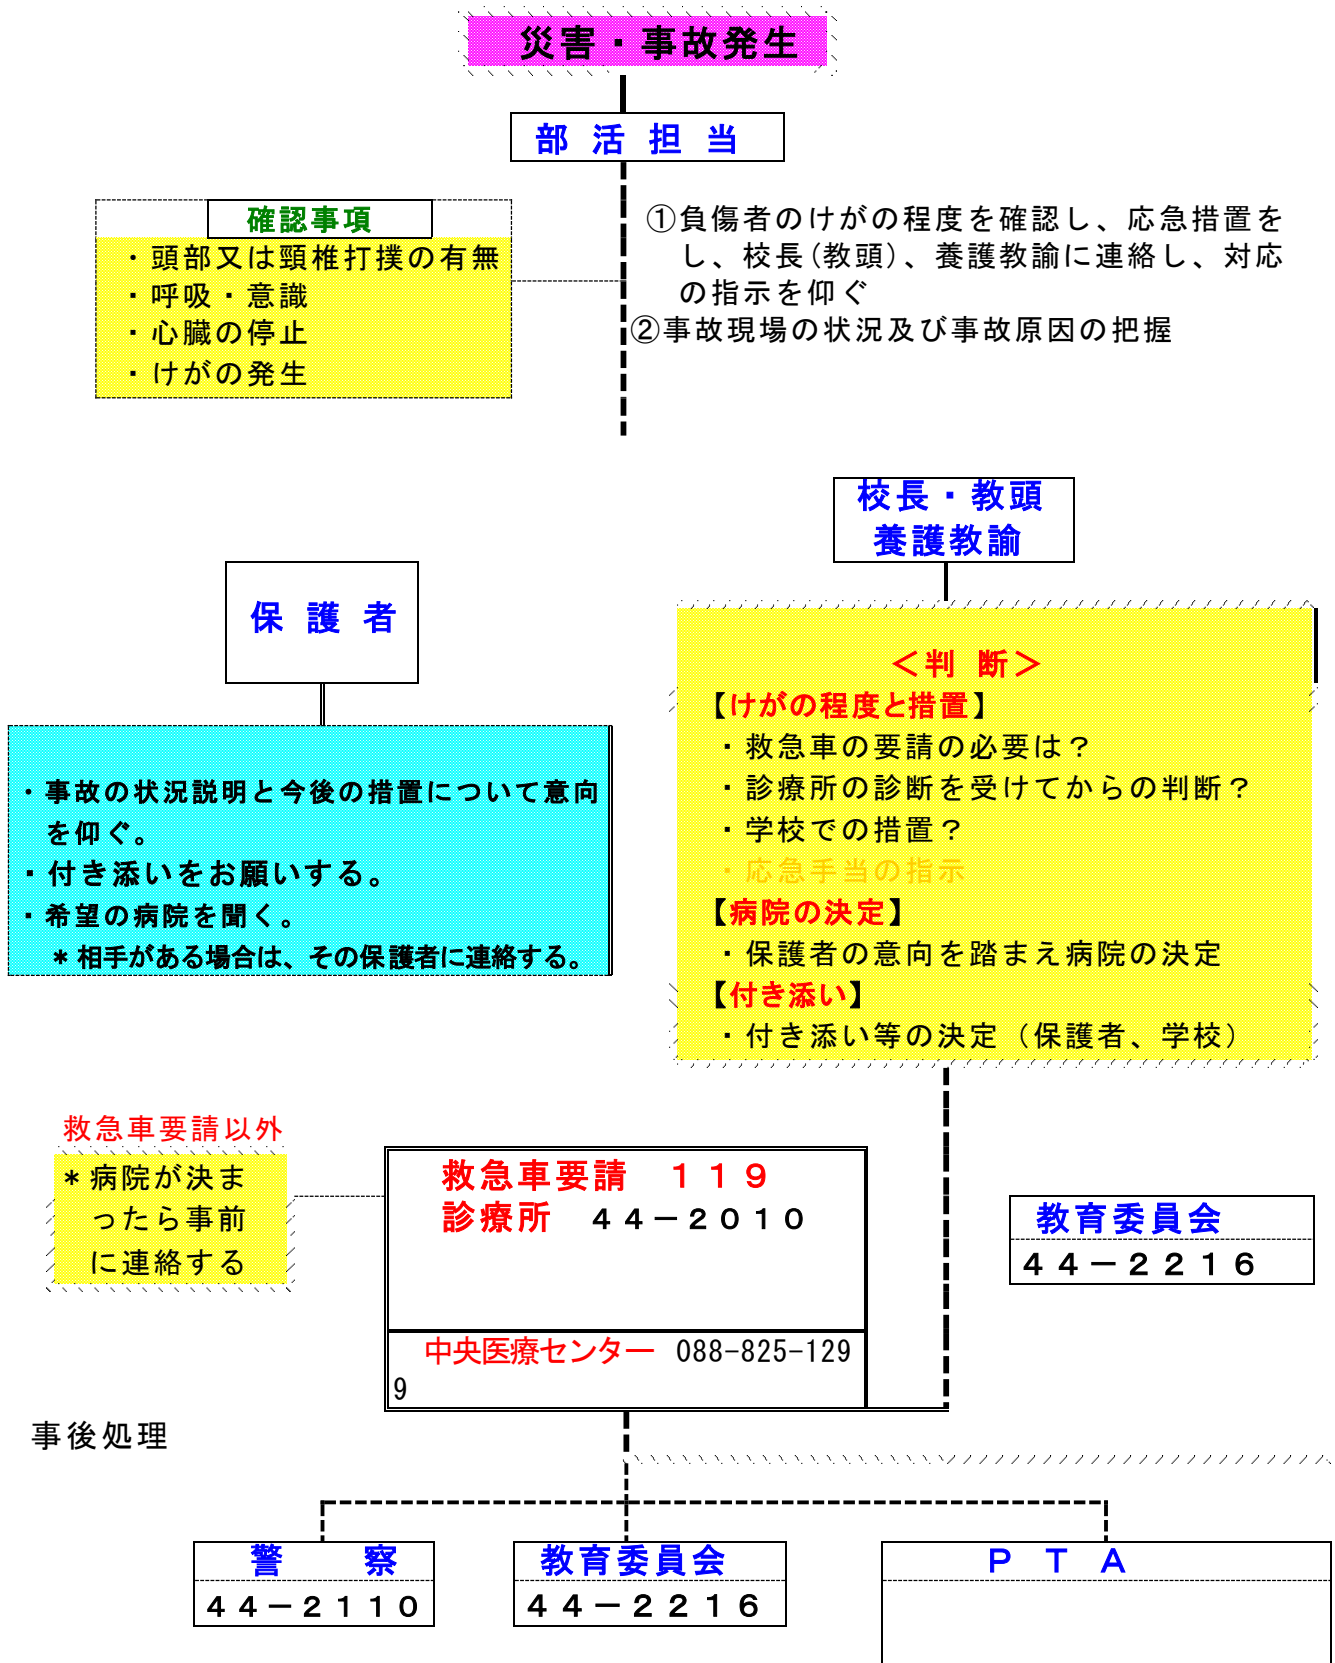 災害・事故発生
部活担当
確認事項
・頭部又は頸椎打撲の有無
・呼吸・意識
・心臓の停止
・けがの発生
①負傷者のけがの程度を確認し、応急措置を
し、校長(教頭)、養護教諭に連絡し、対応
の指示を仰ぐ
②事故現場の状況及び事故原因の把握
校長・教頭
養護教諭
保護者
・事故の状況説明と今後の措置について意向
を仰ぐ。
・付き添いをお願いする。
・希望の病院を聞く。
＊相手がある場合は、その保護者に連絡する。
＜判 断＞
【けがの程度と措置】
・救急車の要請の必要は？
・診療所の診断を受けてからの判断？
・学校での措置？
・応急手当の指示
【病院の決定】
・保護者の意向を踏まえ病院の決定
【付き添い】
・付き添い等の決定（保護者、学校）
救急車要請以外
＊病院が決ま
ったら事前
に連絡する
救急車要請　１１９
診療所　４４－２０１０
中央医療センター　088-825-129
9
教育委員会
４４－２２１６
事後処理
警　察
４４－２１１０
教育委員会
４４－２２１６
ＰＴＡ